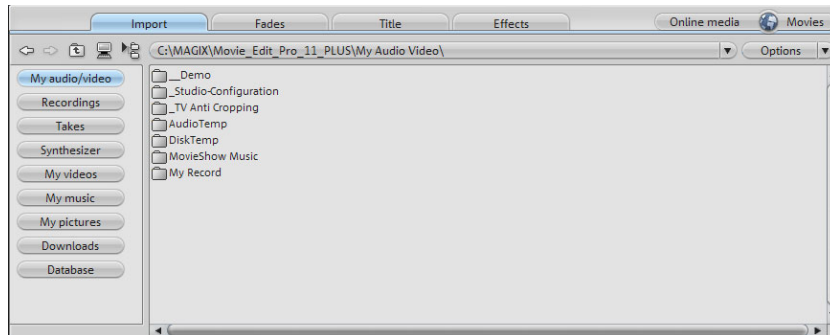 Import Fades Title Effects Online media Movies
C:\MAGIX\Movie_Edit_Pro_11_PLUS\My Audio Video\ Options
My audio/video
Recordings
Takes
Synthesizer
My videos
My music
My pictures
Downloads
Database
__Demo
_Studio-Configuration
_TV Anti Cropping
AudioTemp
DiskTemp
MovieShow Music
My Record